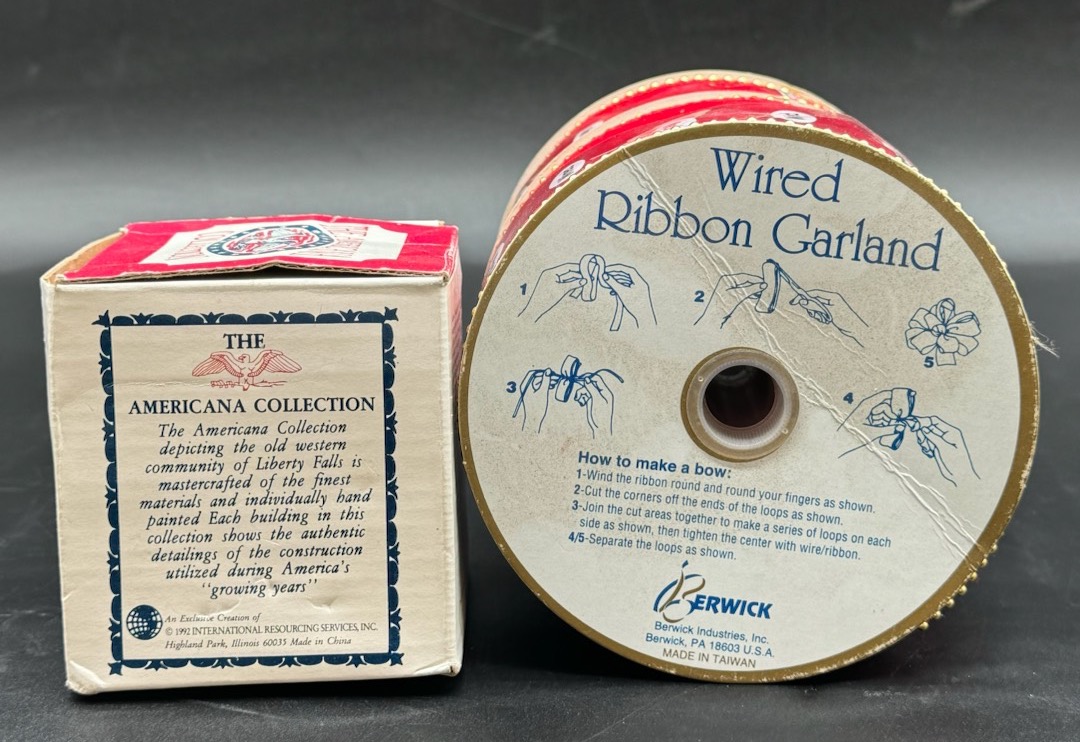 THE
AMERICANA COLLECTION
The Americana Collection
depicting the old western
community of Liberty Falls is
mastercrafted of the finest
materials and individually hand
painted Each building in this
collection shows the authentic
detailings of the construction
utilized during America's
"growing years"
An Exclusive Creation of
© 1992 INTERNATIONAL RESOURCING SERVICES, INC.
Highland Park, Illinois 60035 Made in China
Wired
Ribbon Garland
1
2
3
4
5
How to make a bow:
1-Wind the ribbon round and round your fingers as shown.
2-Cut the corners off the ends of the loops as shown.
3-Join the cut areas together to make a series of loops on each
side as shown, then tighten the center with wire/ribbon.
4/5-Separate the loops as shown.
BERWICK
Berwick Industries, Inc.
Berwick, PA 18603 U.S.A.
MADE IN TAIWAN